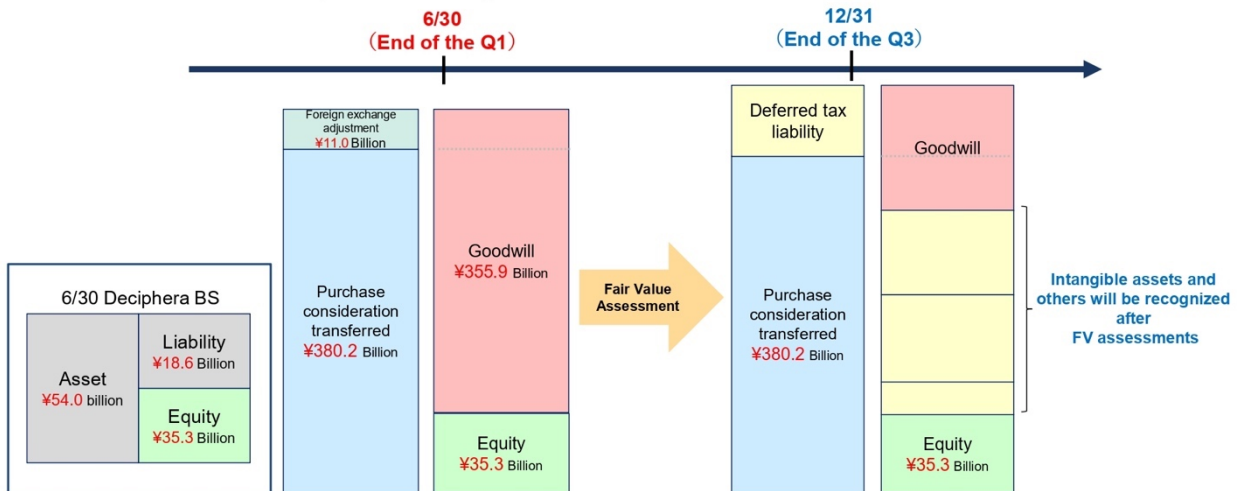 6/30
（End of the Q1）
12/31
（End of the Q3）
Foreign exchange
adjustment
¥11.0 Billion
Purchase
consideration
transferred
¥380.2 Billion
Goodwill
¥355.9 Billion
Equity
¥35.3 Billion
6/30 Deciphera BS
Asset
¥54.0 billion
Liability
¥18.6 Billion
Equity
¥35.3 Billion
Fair Value
Assessment
Deferred tax
liability
Purchase
consideration
transferred
¥380.2 Billion
Goodwill
Equity
¥35.3 Billion
Intangible assets and
others will be recognized
after
FV assessments